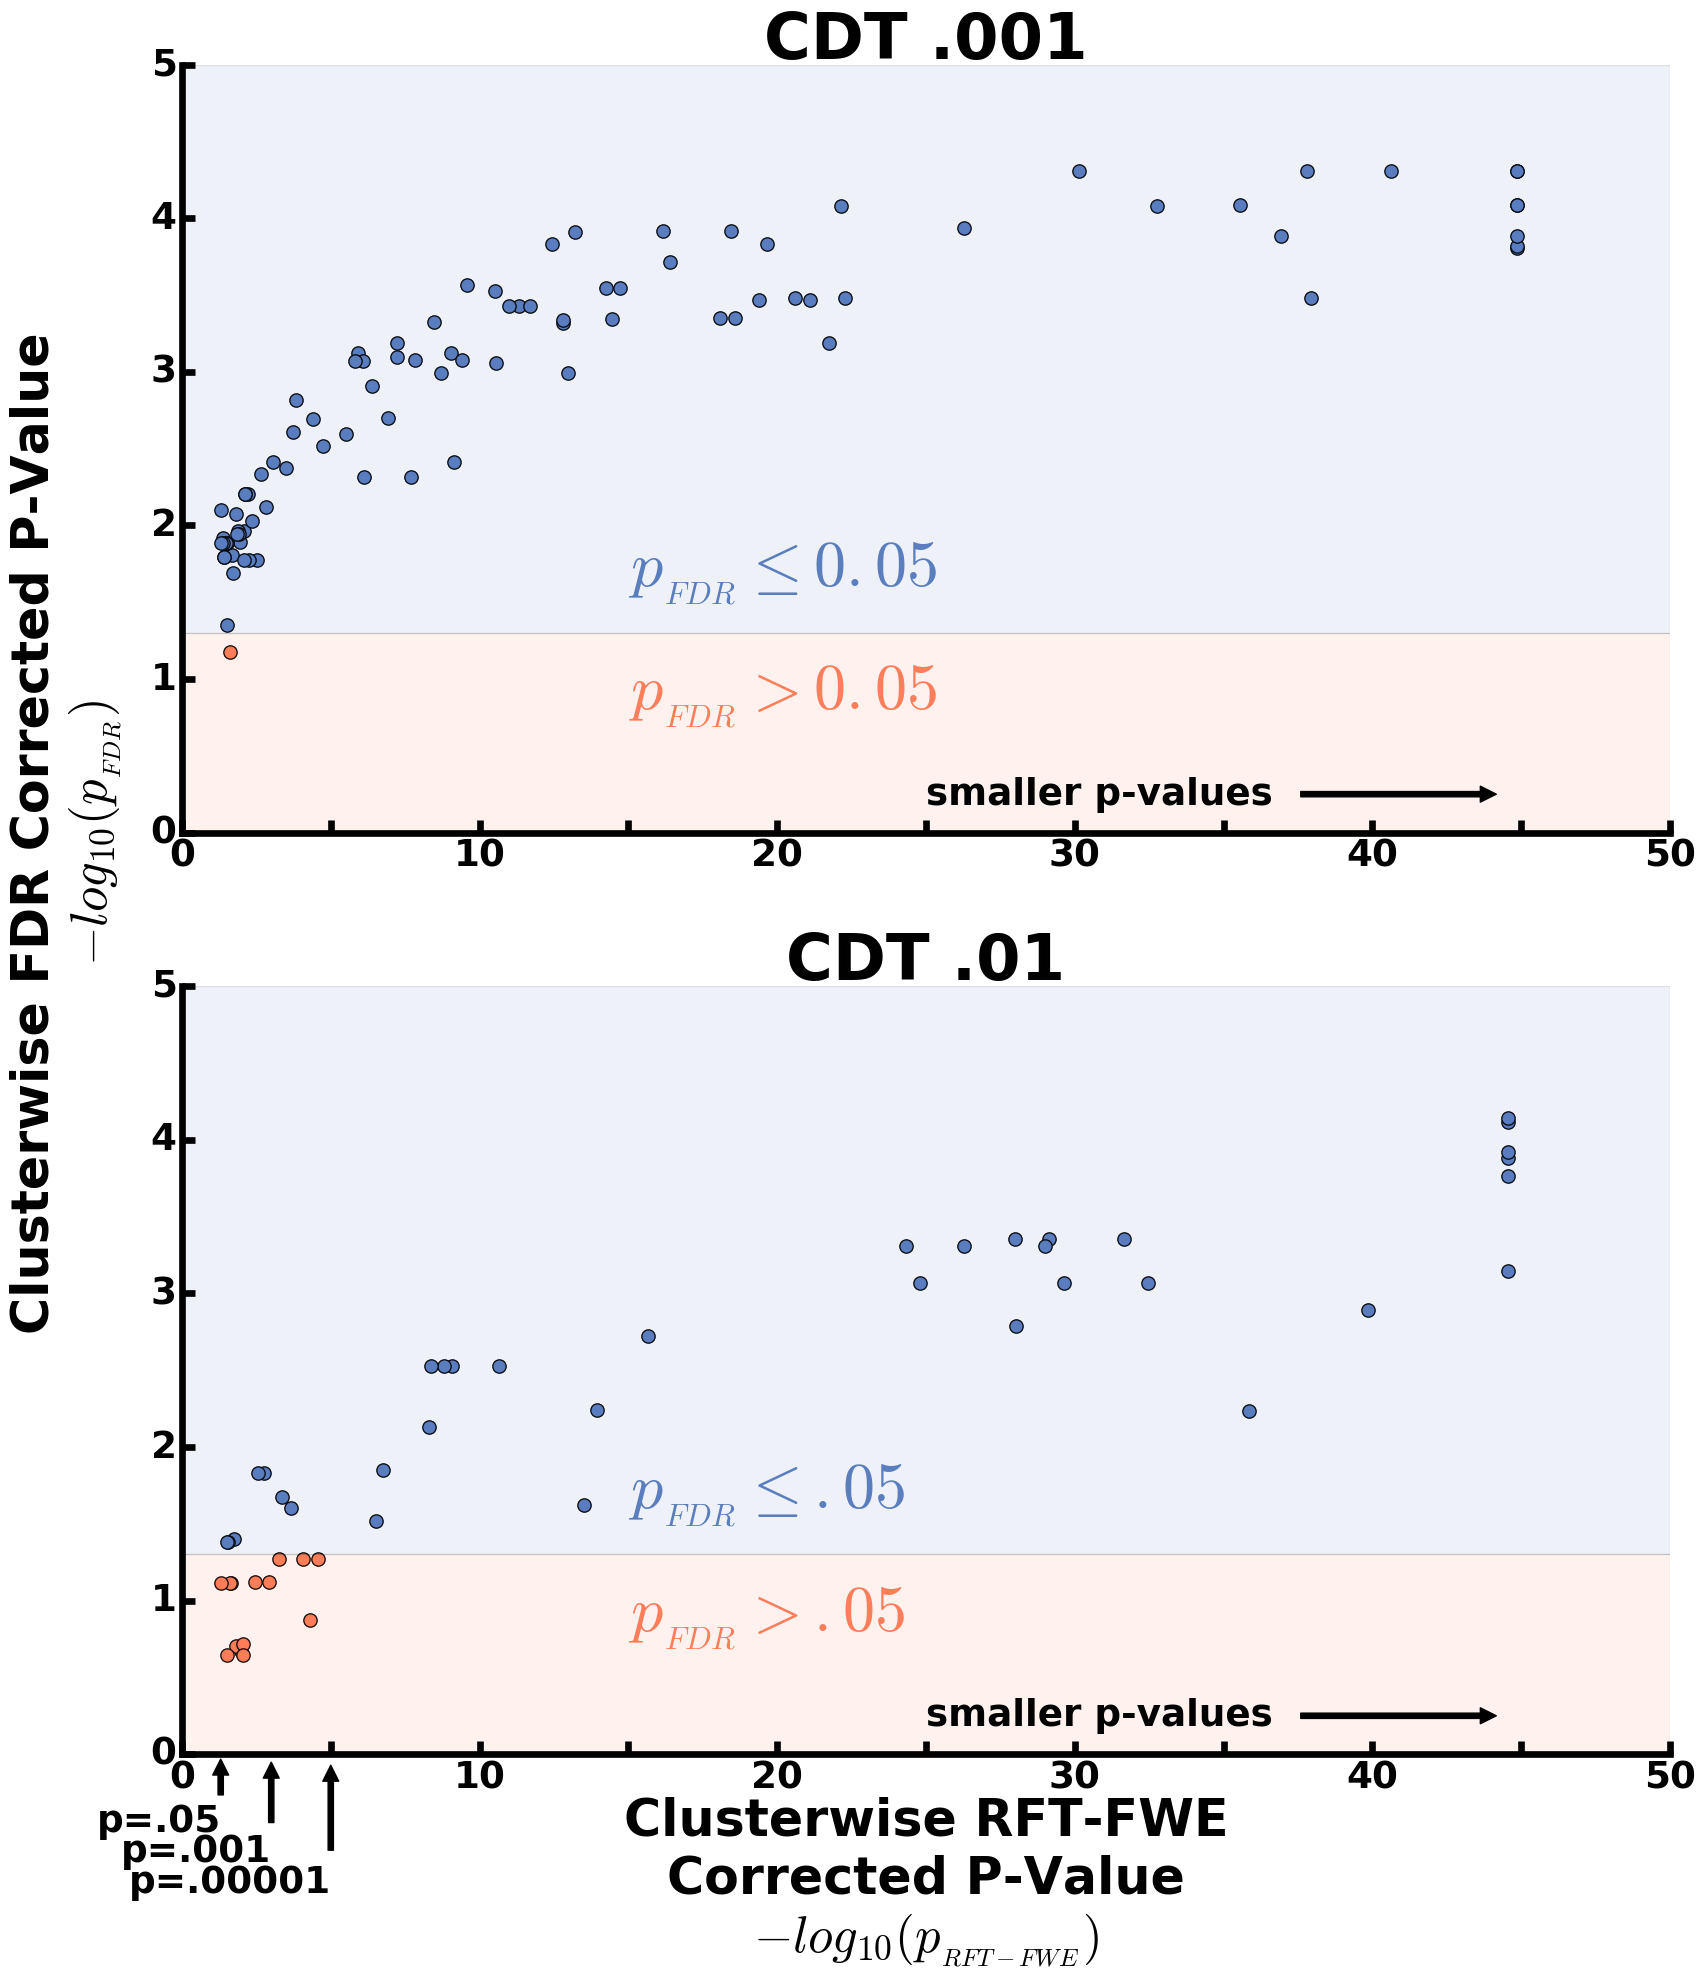 CDT .001
5
4
3
2
1
0
0 10 20 30 40 50
p_FDR ≤ 0.05
p_FDR > 0.05
smaller p-values
Clusterwise FDR Corrected P-Value
−log10(p_FDR)
CDT .01
5
4
3
2
1
0
0 10 20 30 40 50
p_FDR ≤ .05
p_FDR > .05
smaller p-values
p=.05
p=.001
p=.00001
Clusterwise RFT-FWE
Corrected P-Value
−log10(p_RFT−FWE)